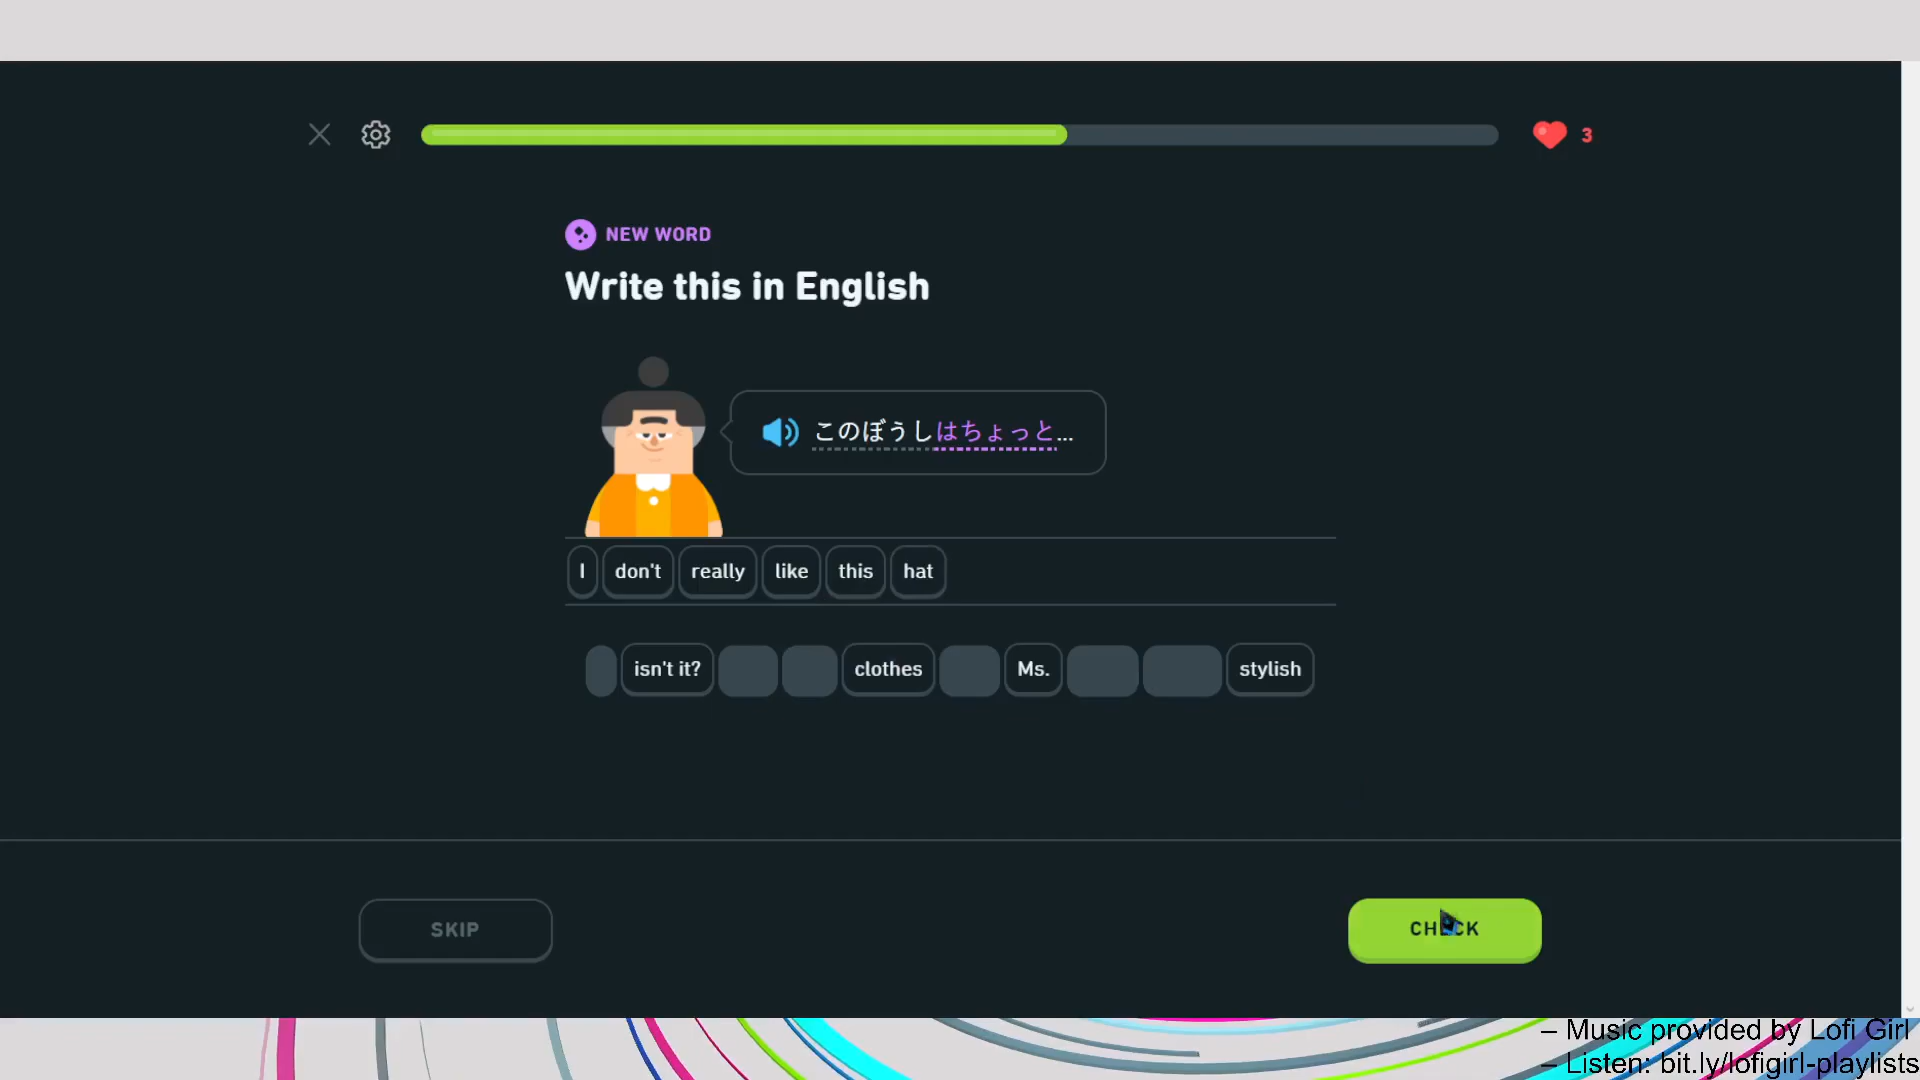 3
NEW WORD
Write this in English
このぼうしはちょっと...
I don't really like this hat
isn't it? clothes Ms. stylish
SKIP CHECK
– Music provided by Lofi Girl
– Listen: bit.ly/lofigirl-playlists